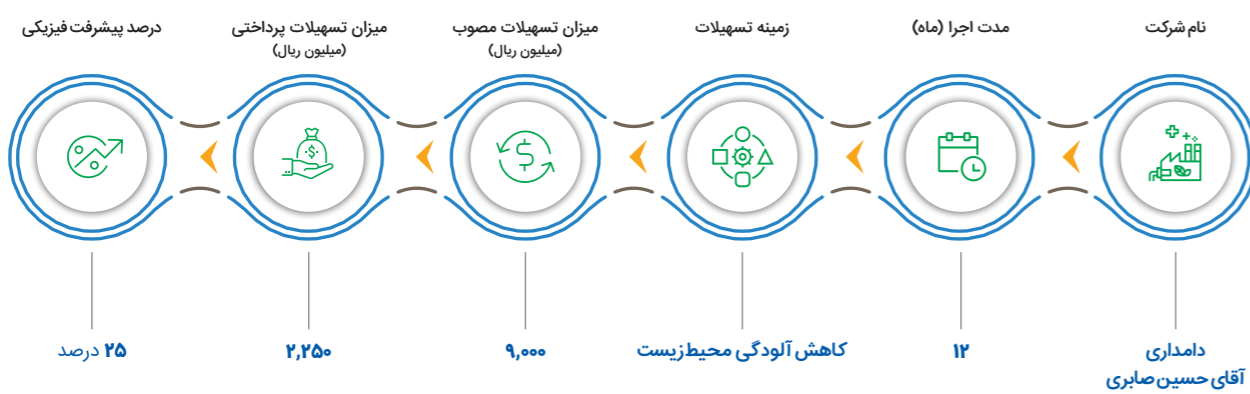 نام شرکت
مدت اجرا (ماه)
زمینه تسهیلات
میزان تسهیلات مصوب
(میلیون ریال)
میزان تسهیلات پرداختی
(میلیون ریال)
درصد پیشرفت فیزیکی
دامداری
آقای حسین صابری
۱۲
کاهش آلودگی محیط‌زیست
۹,۰۰۰
۲,۲۵۰
۲۵ درصد